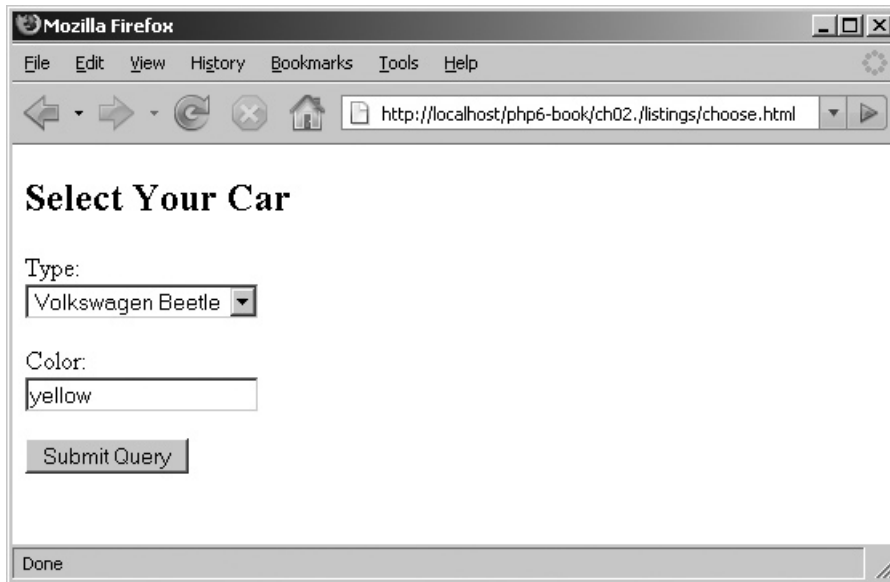 Mozilla Firefox
File Edit View History Bookmarks Tools Help
http://localhost/php6-book/ch02./listings/choose.html
Select Your Car
Type:
Volkswagen Beetle
Color:
yellow
Submit Query
Done